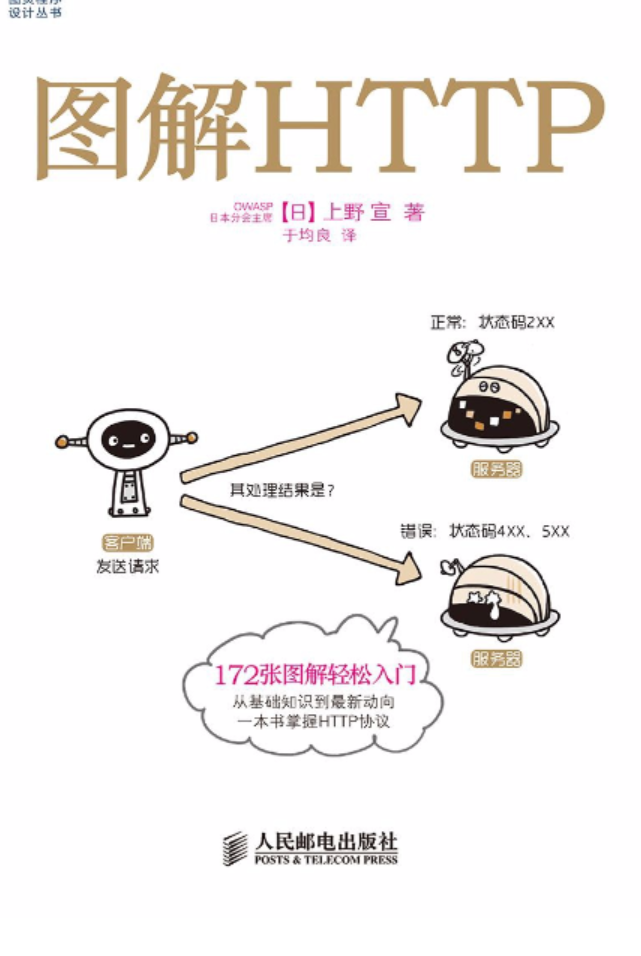 设计丛书
图解HTTP
OWASP
日本分会主席
【日】上野 宣 著
于均良 译
正常：状态码2XX
服务器
其处理结果是？
客户端
发送请求
错误：状态码4XX、5XX
服务器
172张图解轻松入门
从基础知识到最新动向
一本书掌握HTTP协议
人民邮电出版社
POSTS & TELECOM PRESS